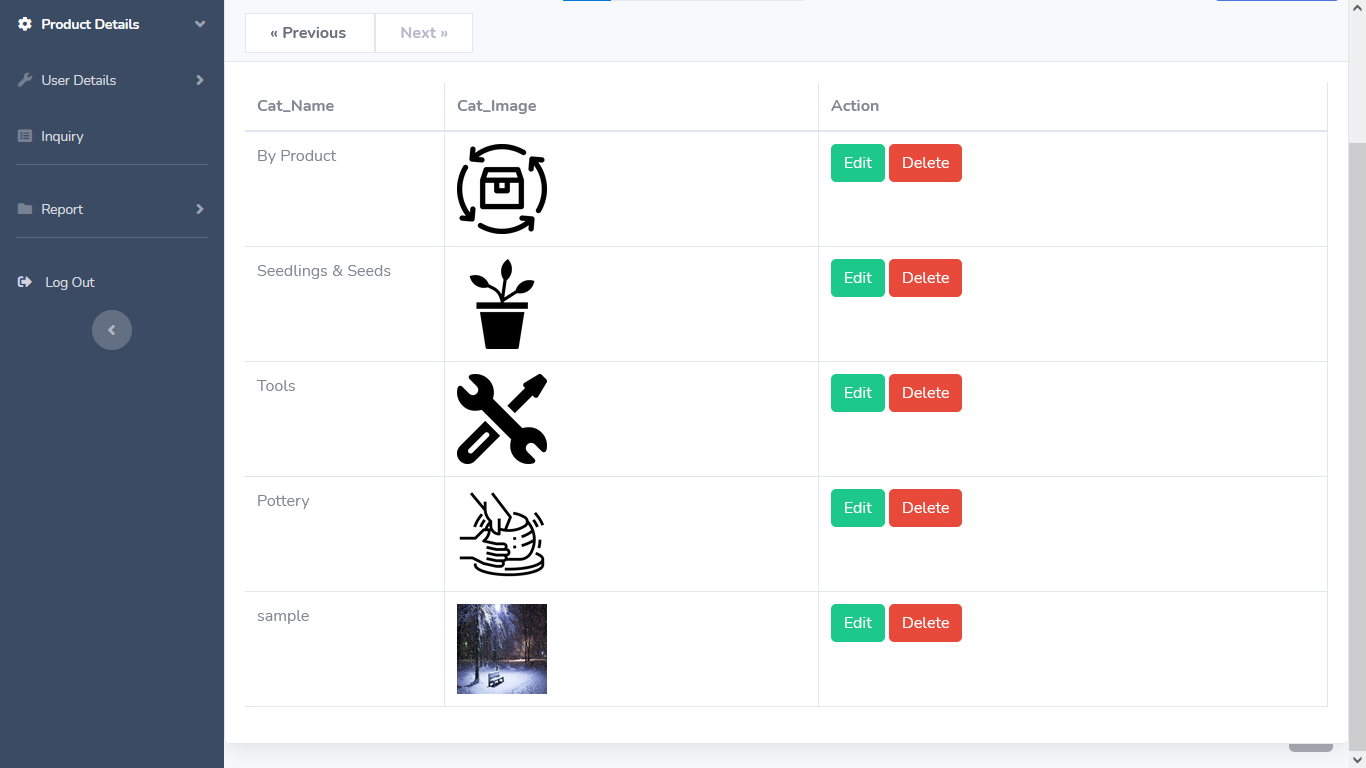 Product Details
User Details
Inquiry
Report
Log Out
« Previous Next »
Cat_Name Cat_Image Action
By Product Edit Delete
Seedlings & Seeds Edit Delete
Tools Edit Delete
Pottery Edit Delete
sample Edit Delete